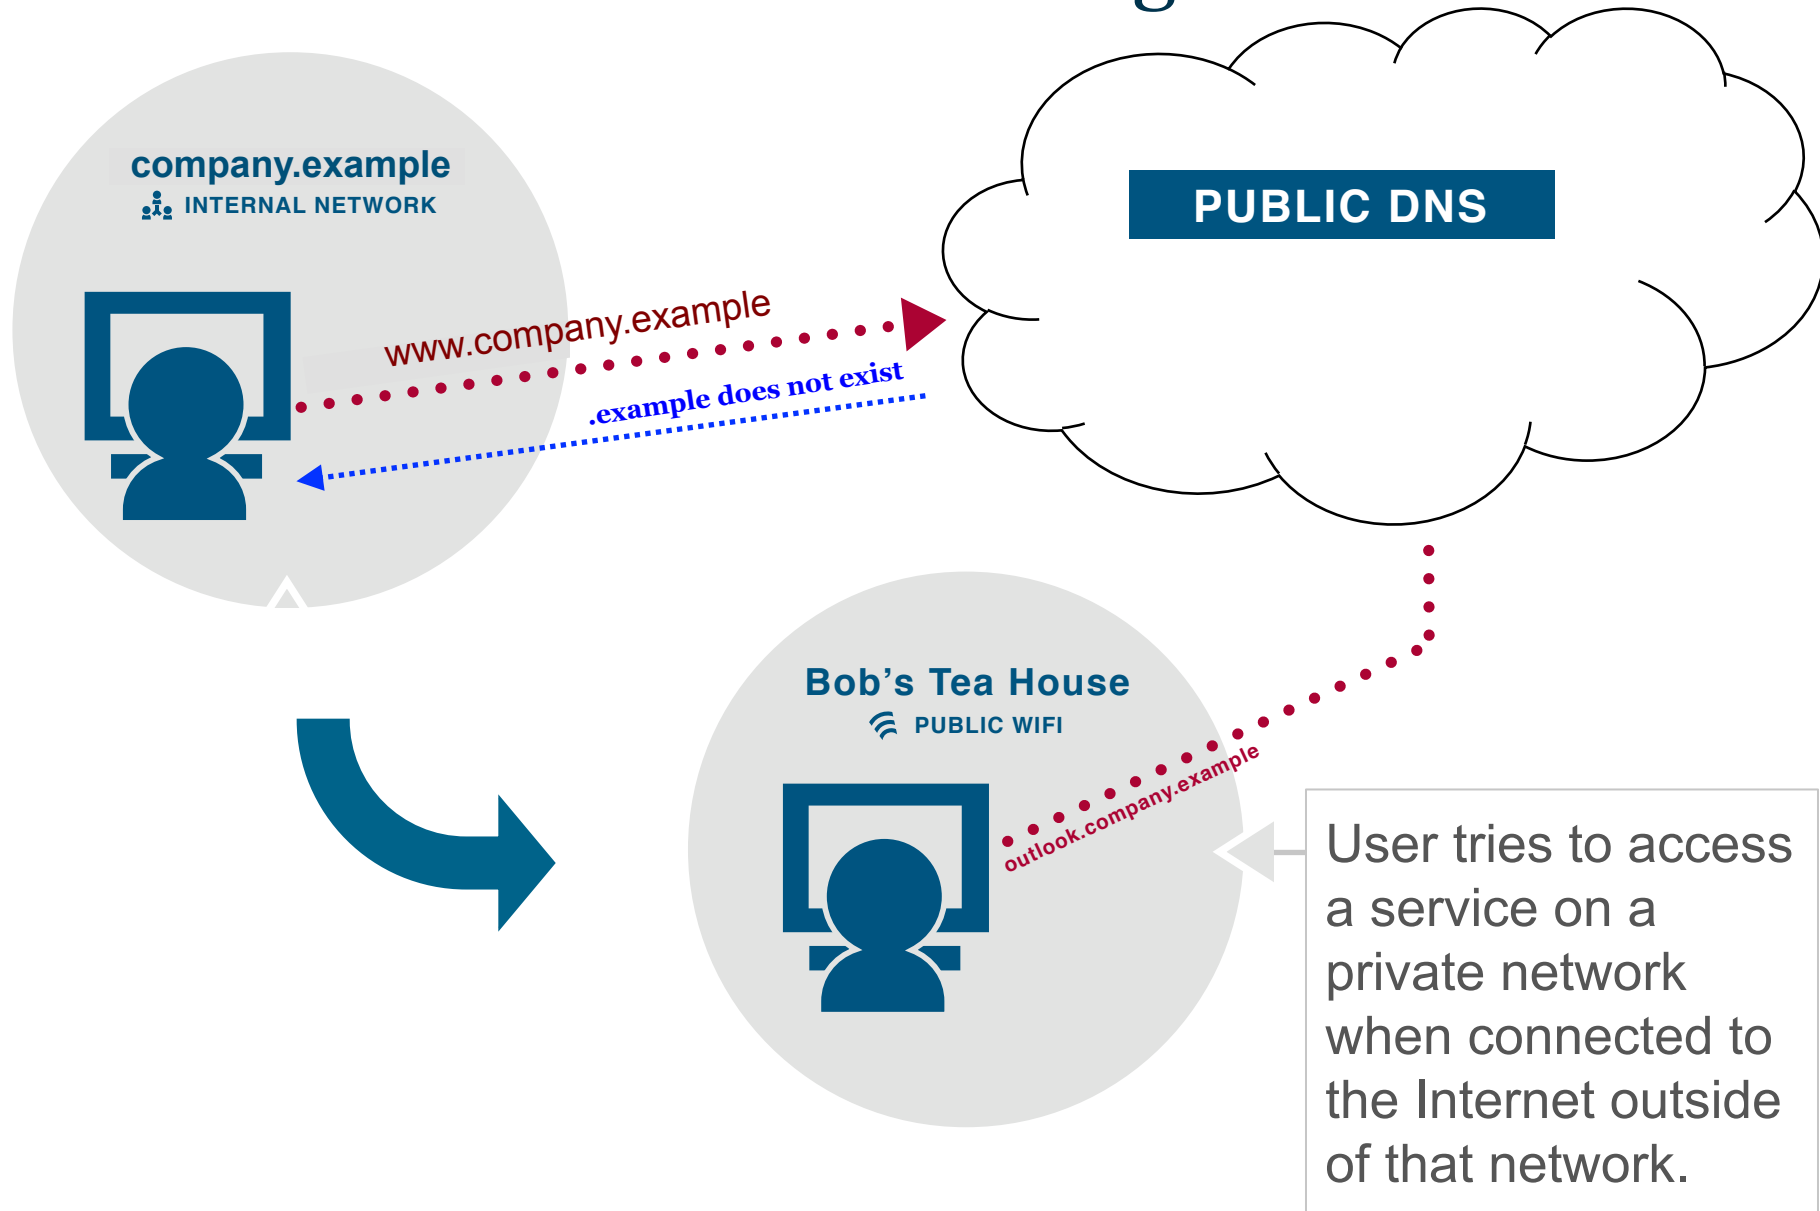 company.example
INTERNAL NETWORK
PUBLIC DNS
www.company.example
.example does not exist
Bob’s Tea House
PUBLIC WIFI
outlook.company.example
User tries to access
a service on a
private network
when connected to
the Internet outside
of that network.